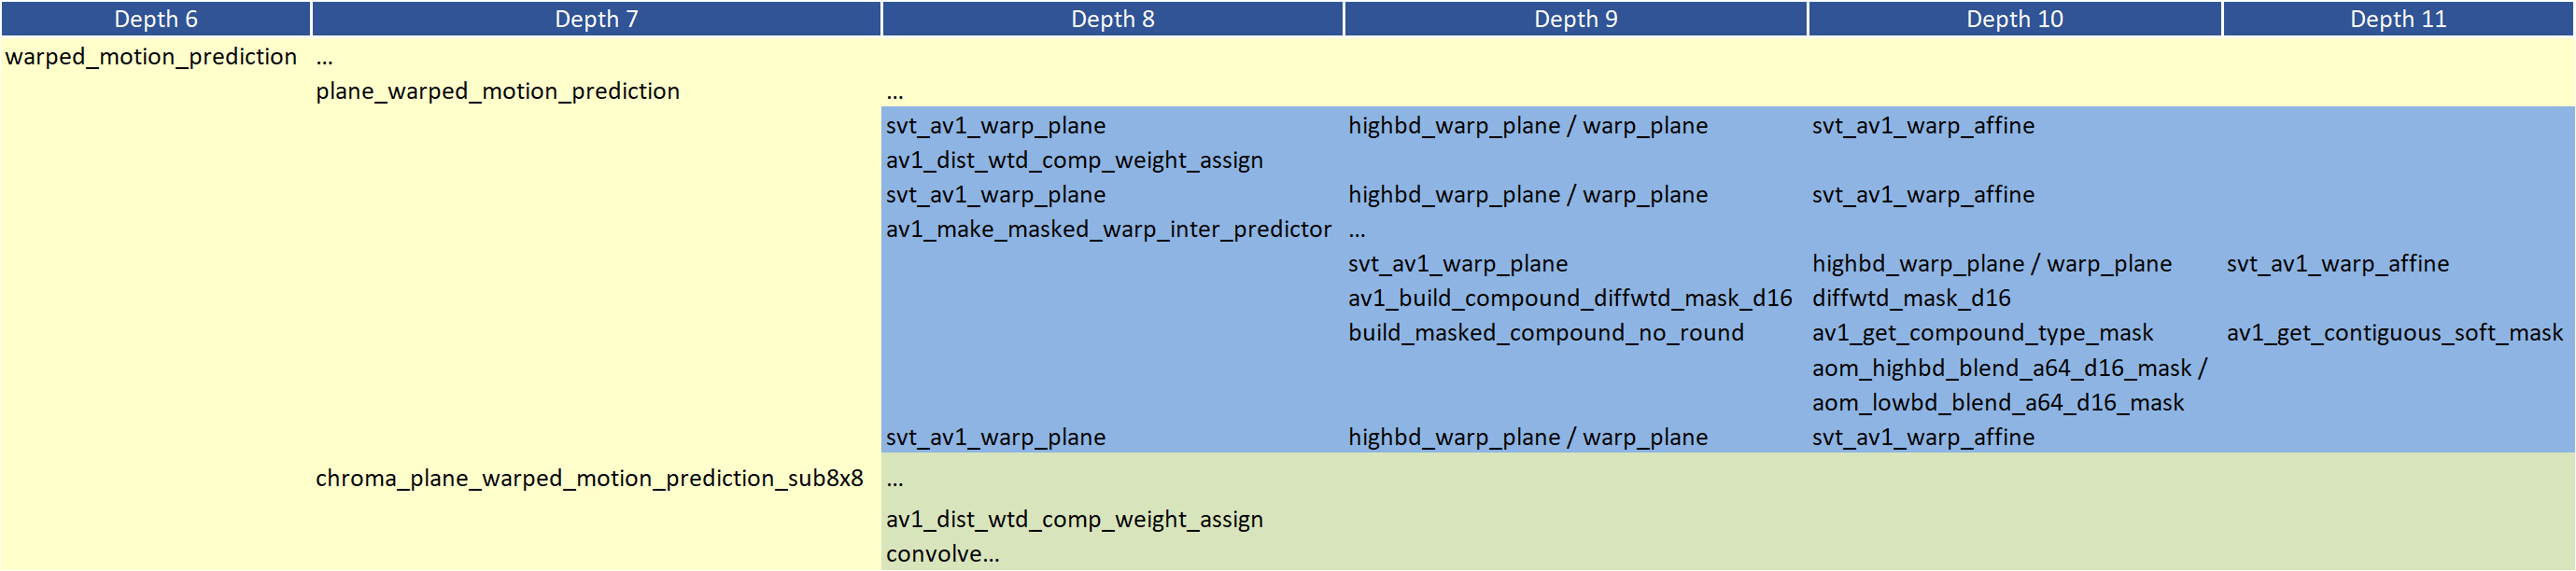 Depth 6 Depth 7 Depth 8 Depth 9 Depth 10 Depth 11
warped_motion_prediction ...
plane_warped_motion_prediction ...
svt_av1_warp_plane highbd_warp_plane / warp_plane svt_av1_warp_affine
av1_dist_wtd_comp_weight_assign
svt_av1_warp_plane highbd_warp_plane / warp_plane svt_av1_warp_affine
av1_make_masked_warp_inter_predictor ...
svt_av1_warp_plane highbd_warp_plane / warp_plane svt_av1_warp_affine
av1_build_compound_diffwtd_mask_d16 diffwtd_mask_d16
build_masked_compound_no_round av1_get_compound_type_mask av1_get_contiguous_soft_mask
aom_highbd_blend_a64_d16_mask /
aom_lowbd_blend_a64_d16_mask
svt_av1_warp_plane highbd_warp_plane / warp_plane svt_av1_warp_affine
chroma_plane_warped_motion_prediction_sub8x8 ...
av1_dist_wtd_comp_weight_assign
convolve...